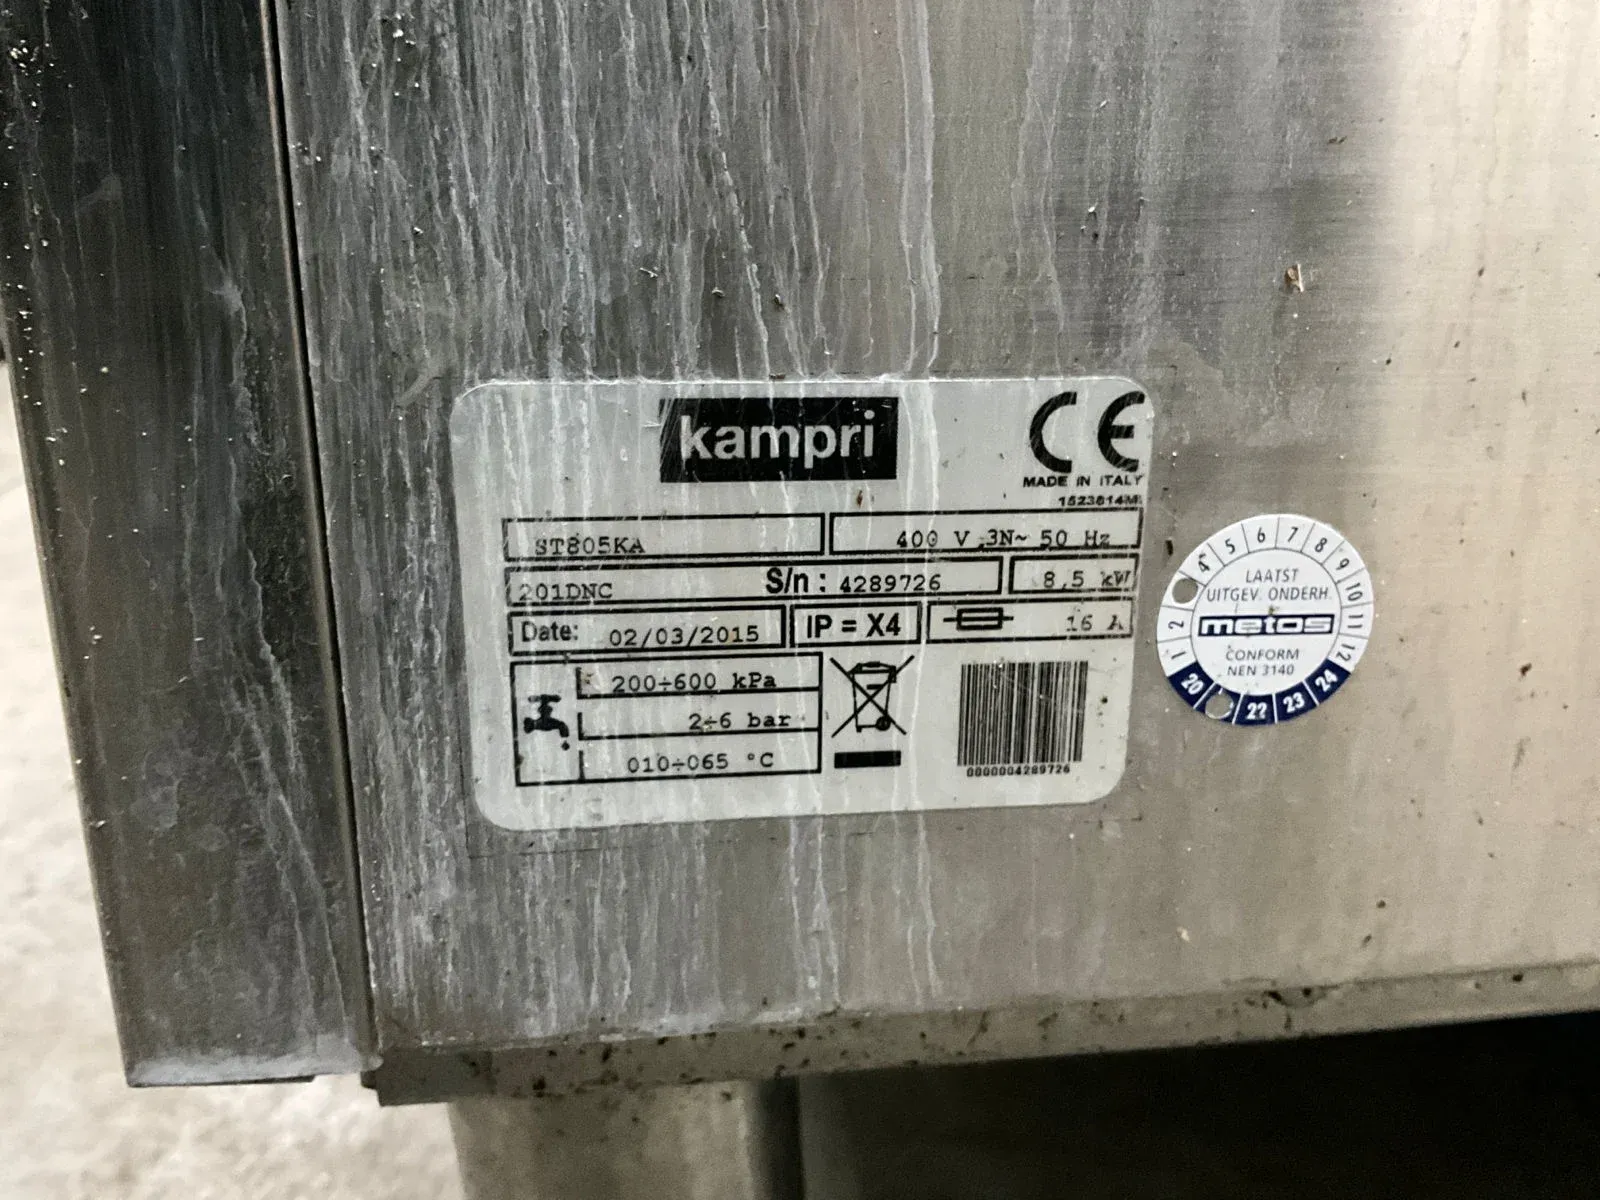 kampri
CE
MADE IN ITALY
1523614M
ST805KA
400 V 3N~ 50 Hz
201DNC
S/n : 4289726
8,5 kW
Date: 02/03/2015
IP = X4
16 A
200÷600 kPa
2÷6 bar
010÷065 °C
0000004289726
1 2 4 5 6 7 8 9 10 11 12
LAATST
UITGEV. ONDERH.
metos
CONFORM
NEN 3140
20 22 23 24